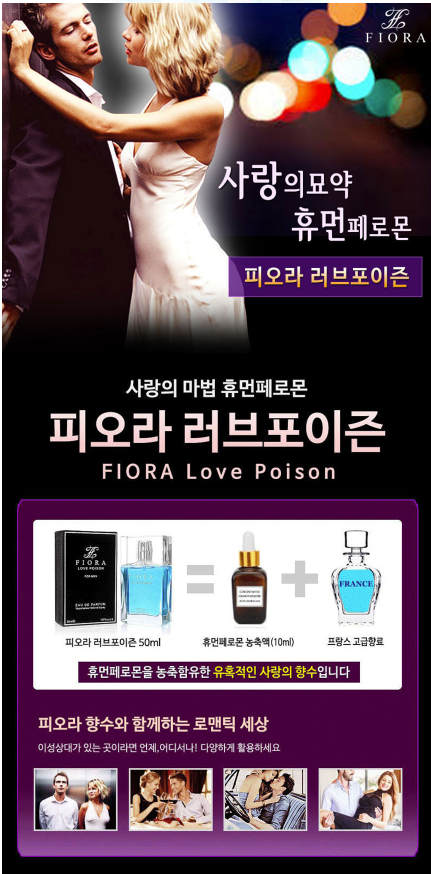 FIORA
사랑의묘약
휴먼페로몬
피오라 러브포이즌
사랑의 마법 휴먼페로몬
피오라 러브포이즌
FIORA Love Poison
FIORA
LOVE POISON
FOR MEN
EAU DE PARFUM
FRANCE
피오라 러브포이즌 50ml
휴먼페로몬 농축액(10ml)
프랑스 고급향료
휴먼페로몬을 농축함유한 유혹적인 사랑의 향수입니다
피오라 향수와 함께하는 로맨틱 세상
이성상대가 있는 곳이라면 언제,어디서나! 다양하게 활용하세요